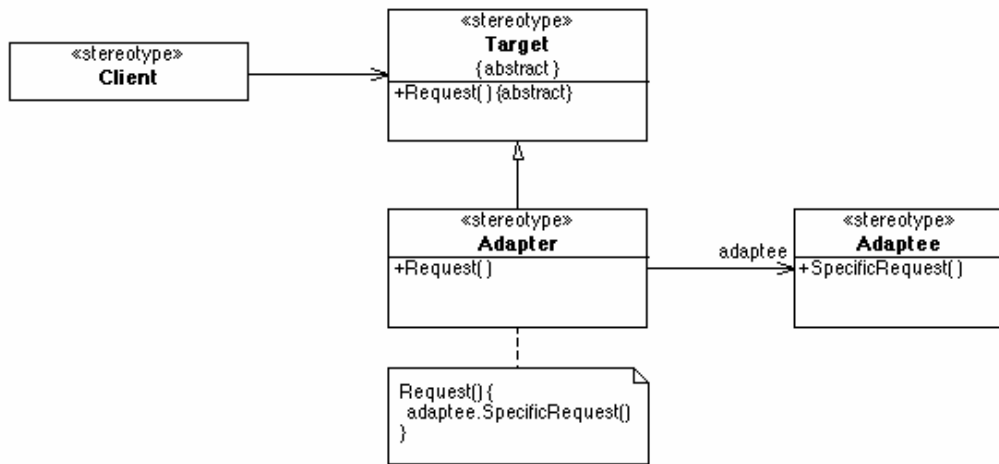 «stereotype»
Client
«stereotype»
Target
{abstract}
+Request() {abstract}
«stereotype»
Adapter
+Request()
adaptee
«stereotype»
Adaptee
+SpecificRequest()
Request() {
adaptee.SpecificRequest()
}